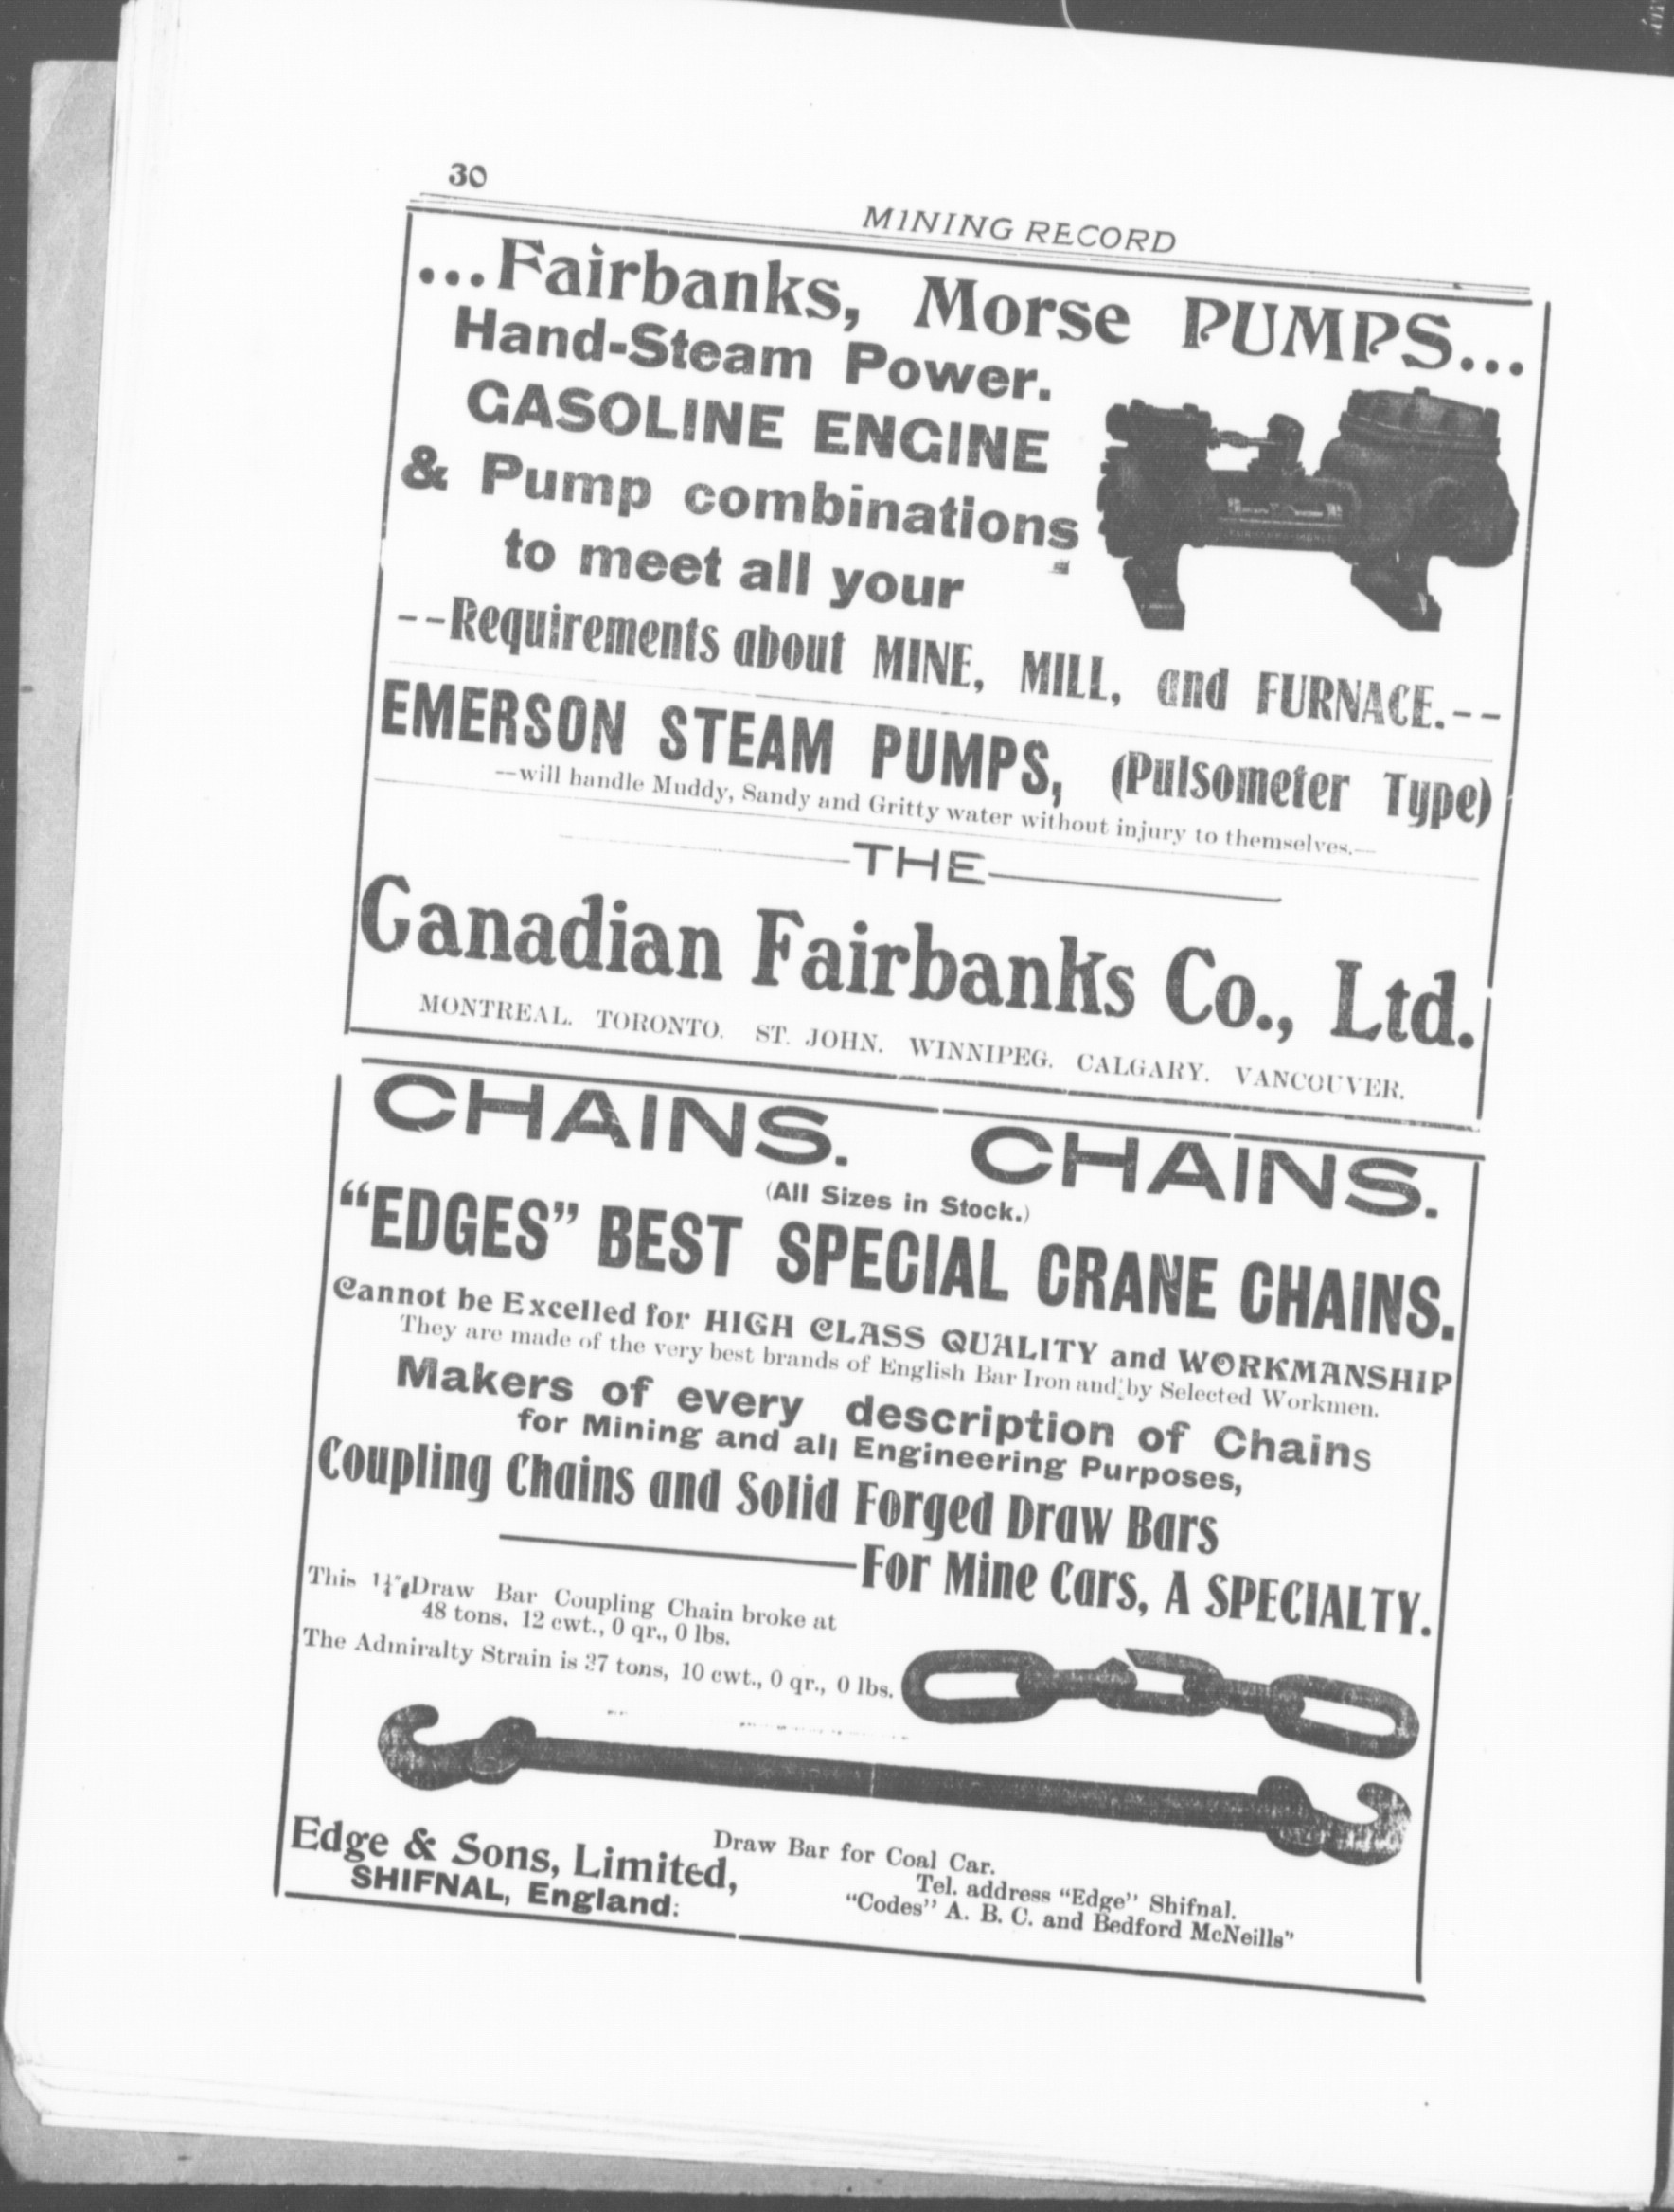 30
MINING RECORD
...Fairbanks, Morse PUMPS...
Hand-Steam Power.
GASOLINE ENGINE
& Pump combinations
to meet all your
--Requirements about MINE, MILL, and FURNACE.--
EMERSON STEAM PUMPS, (Pulsometer Type)
—will handle Muddy, Sandy and Gritty water without injury to themselves.—
THE
Canadian Fairbanks Co., Ltd.
MONTREAL. TORONTO. ST. JOHN. WINNIPEG. CALGARY. VANCOUVER.
CHAINS. CHAINS.
(All Sizes in Stock.)
“EDGES” BEST SPECIAL CRANE CHAINS.
Cannot be Excelled for HIGH CLASS QUALITY and WORKMANSHIP
They are made of the very best brands of English Bar Iron and by Selected Workmen.
Makers of every description of Chains
for Mining and all Engineering Purposes,
Coupling Chains and Solid Forged Draw Bars
For Mine Cars, A SPECIALTY.
This 1¼" Draw Bar Coupling Chain broke at
48 tons, 12 cwt., 0 qr., 0 lbs.
The Admiralty Strain is 37 tons, 10 cwt., 0 qr., 0 lbs.
Draw Bar for Coal Car.
Edge & Sons, Limited,
SHIFNAL, England:
Tel. address “Edge” Shifnal.
“Codes” A. B. C. and Bedford McNeills”